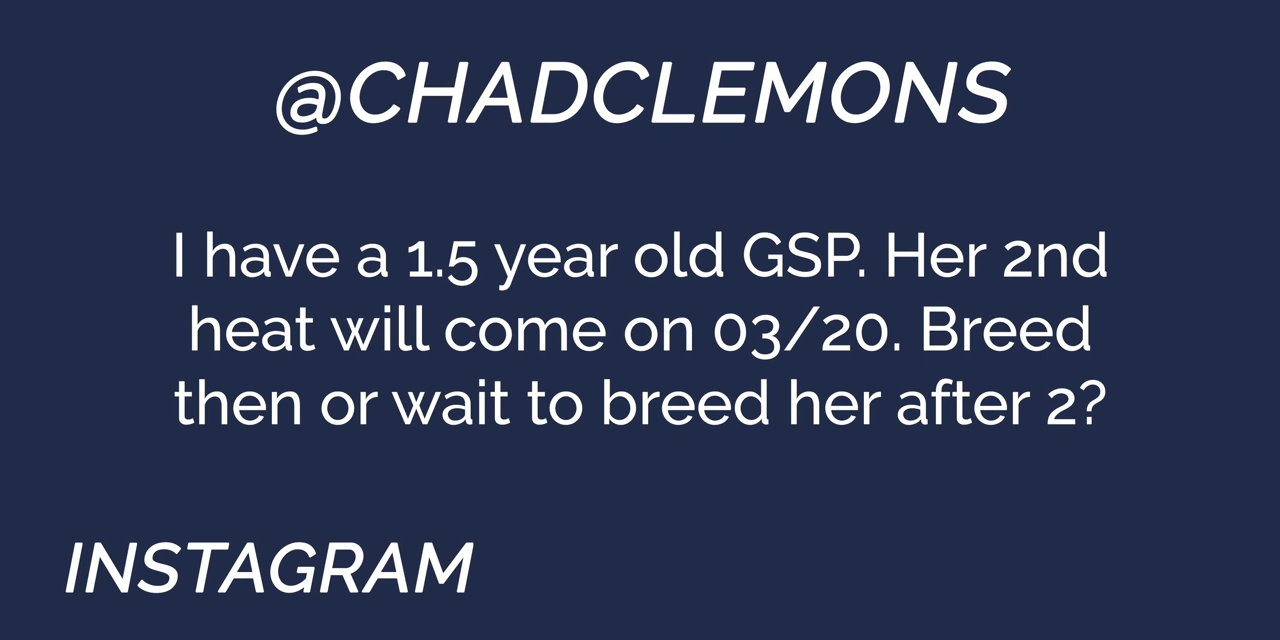 @CHADCLEMONS
I have a 1.5 year old GSP. Her 2nd
heat will come on 03/20. Breed
then or wait to breed her after 2?
INSTAGRAM